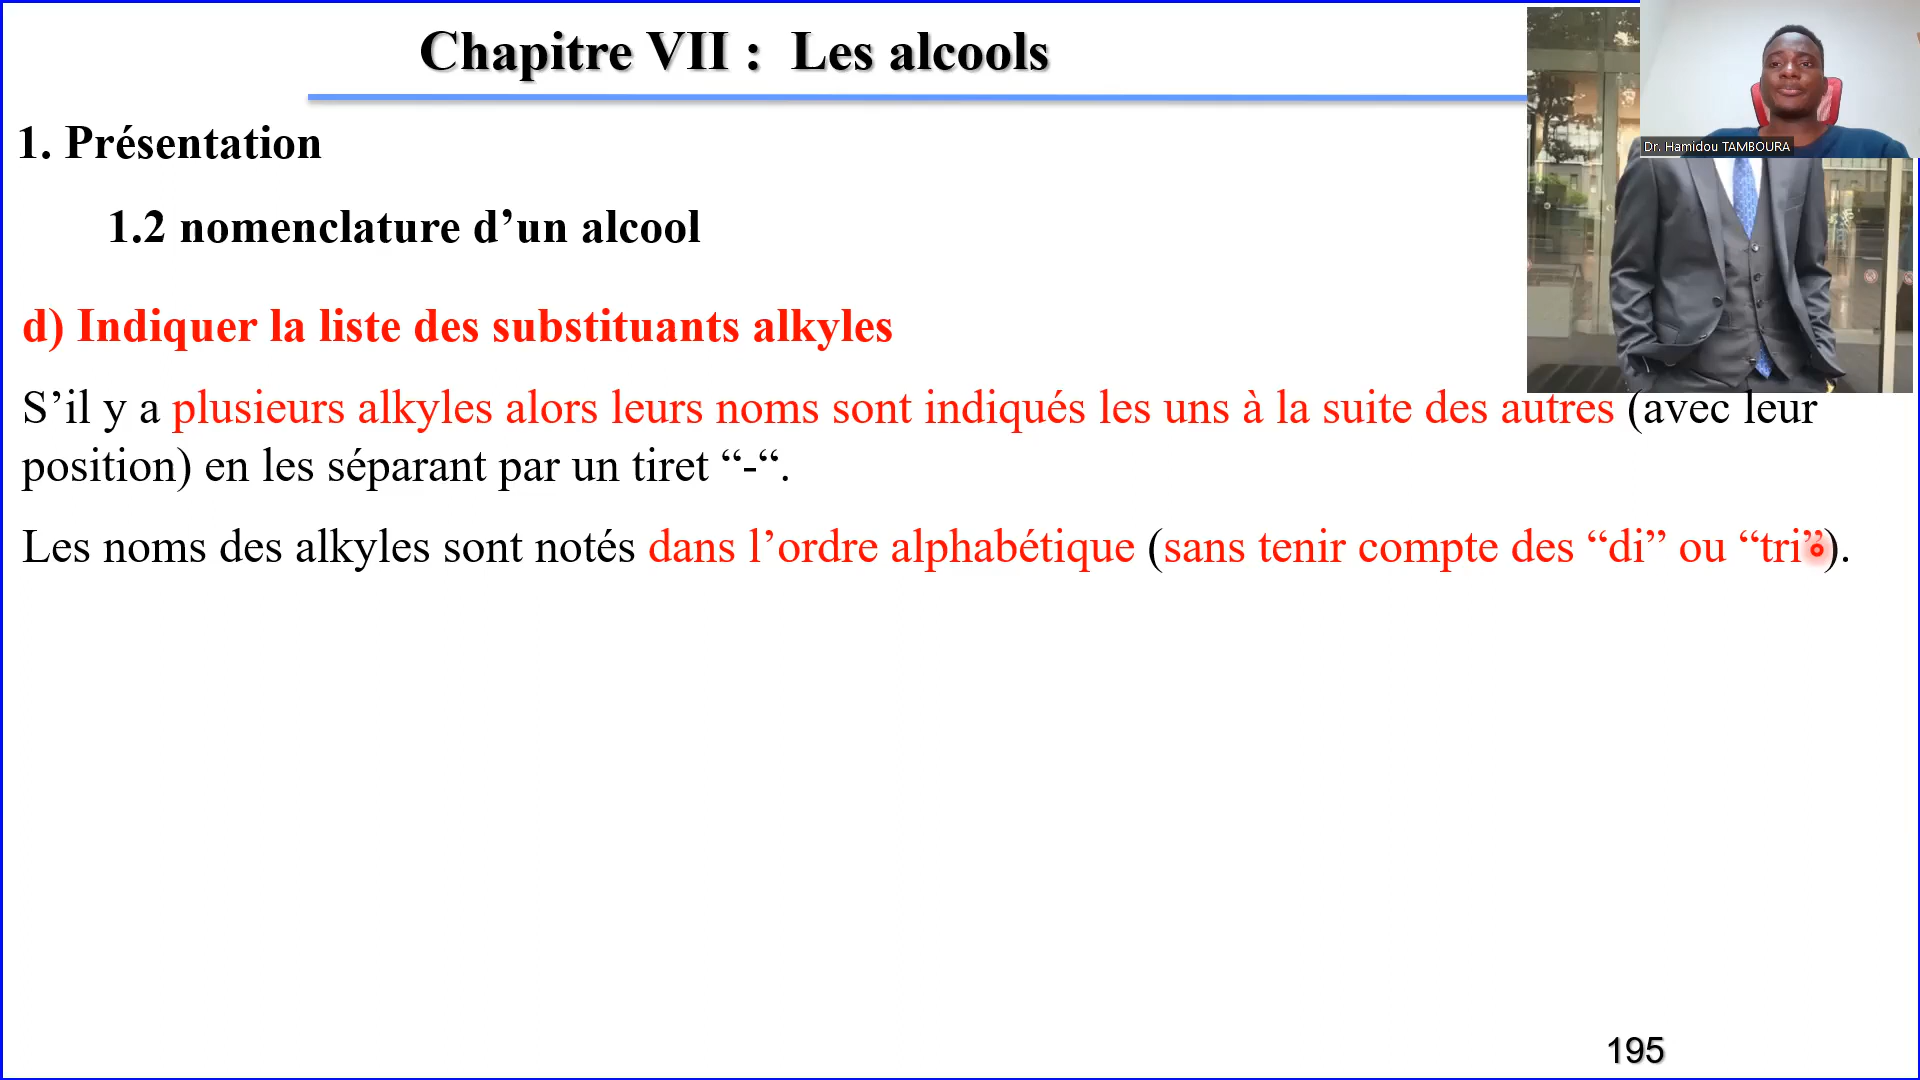 Chapitre VII :  Les alcools
Dr. Hamidou TAMBOURA
1. Présentation
1.2 nomenclature d’un alcool
d) Indiquer la liste des substituants alkyles
S’il y a plusieurs alkyles alors leurs noms sont indiqués les uns à la suite des autres (avec leur
position) en les séparant par un tiret “-“.
Les noms des alkyles sont notés dans l’ordre alphabétique (sans tenir compte des “di” ou “tri”).
195